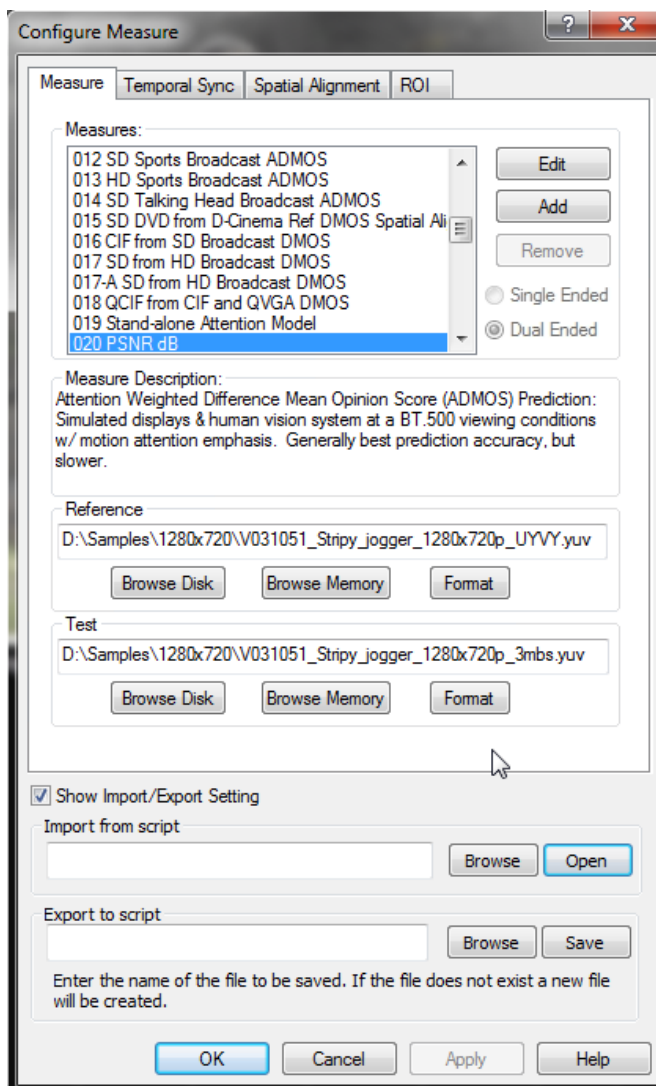 Configure Measure
?
X
Measure Temporal Sync Spatial Alignment ROI
Measures:
012 SD Sports Broadcast ADMOS
013 HD Sports Broadcast ADMOS
014 SD Talking Head Broadcast ADMOS
015 SD DVD from D-Cinema Ref DMOS Spatial Ali
016 CIF from SD Broadcast DMOS
017 SD from HD Broadcast DMOS
017-A SD from HD Broadcast DMOS
018 QCIF from CIF and QVGA DMOS
019 Stand-alone Attention Model
020 PSNR dB
Edit
Add
Remove
Single Ended
Dual Ended
Measure Description:
Attention Weighted Difference Mean Opinion Score (ADMOS) Prediction:
Simulated displays & human vision system at a BT.500 viewing conditions
w/ motion attention emphasis. Generally best prediction accuracy, but
slower.
Reference
D:\Samples\1280x720\V031051_Stripy_jogger_1280x720p_UYVY.yuv
Browse Disk Browse Memory Format
Test
D:\Samples\1280x720\V031051_Stripy_jogger_1280x720p_3mbs.yuv
Browse Disk Browse Memory Format
Show Import/Export Setting
Import from script
Browse Open
Export to script
Browse Save
Enter the name of the file to be saved. If the file does not exist a new file
will be created.
OK Cancel Apply Help